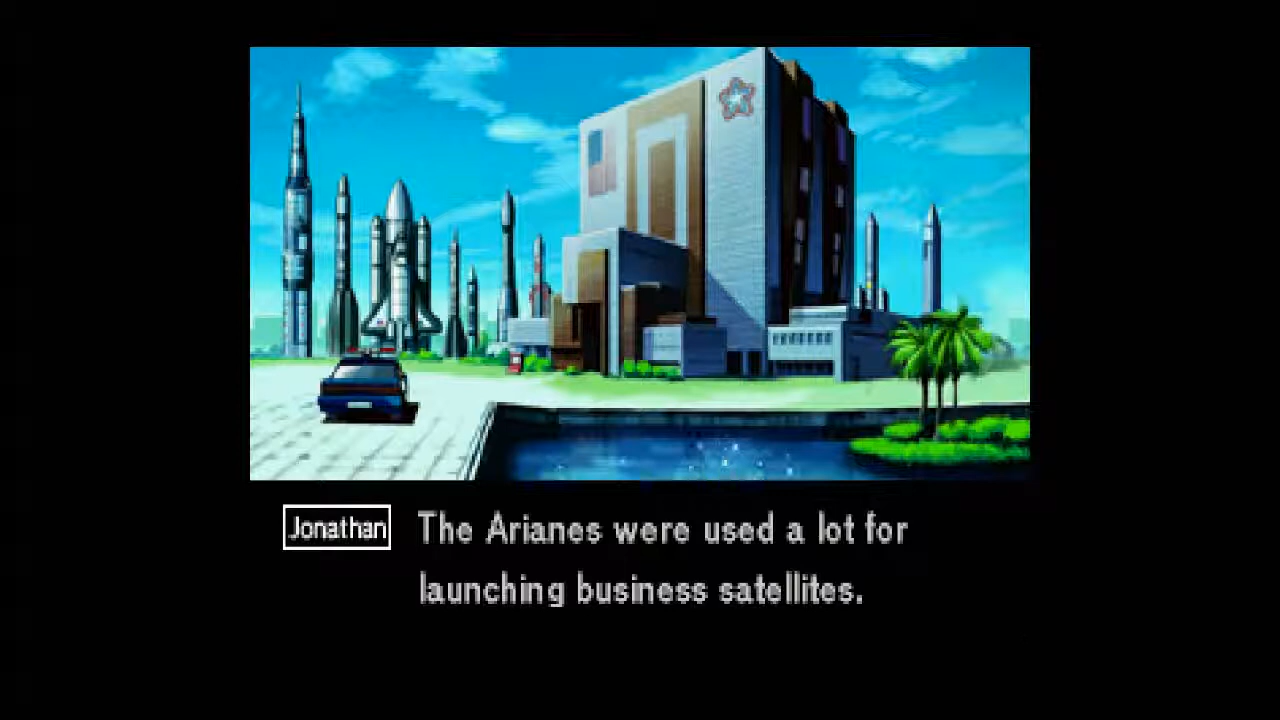 Jonathan
The Arianes were used a lot for
launching business satellites.